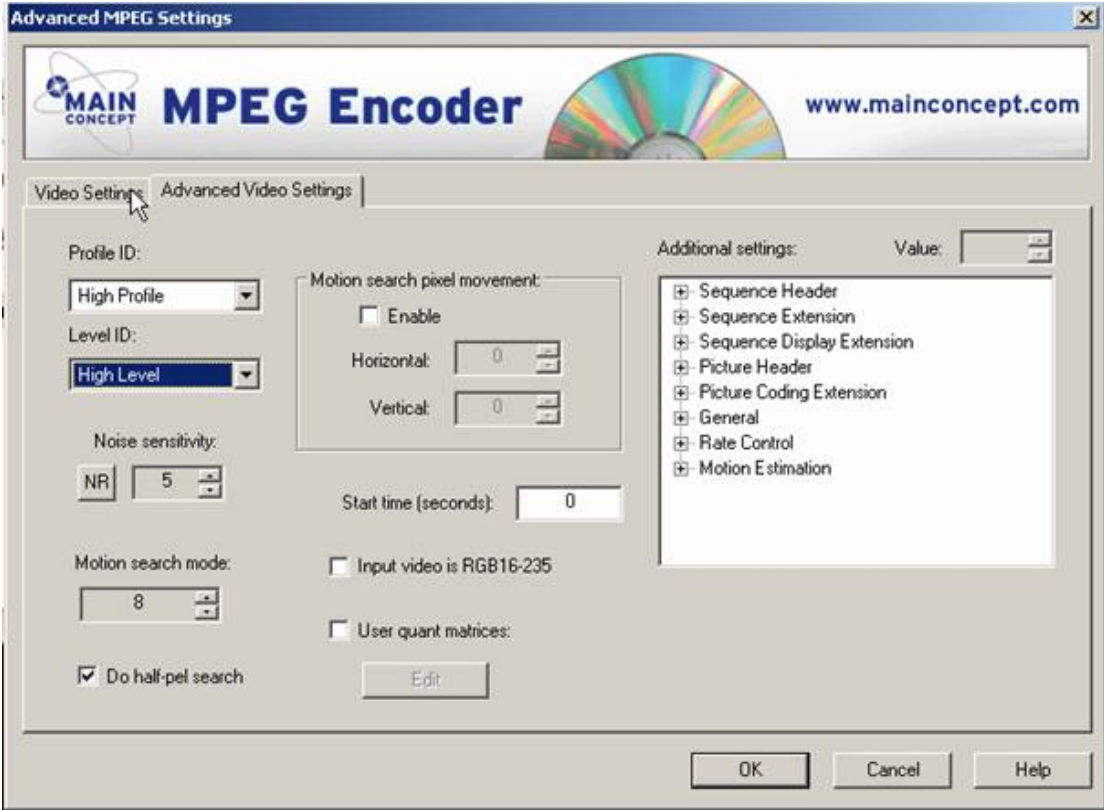 Advanced MPEG Settings
MAIN
CONCEPT
MPEG Encoder
www.mainconcept.com
Video Settings
Advanced Video Settings
Profile ID:
High Profile
Level ID:
High Level
Noise sensitivity:
NR
5
Motion search mode:
8
Do half-pel search
Motion search pixel movement:
Enable
Horizontal:
0
Vertical:
0
Start time (seconds):
0
Input video is RGB16-235
User quant matrices:
Edit
Additional settings:
Value:
Sequence Header
Sequence Extension
Sequence Display Extension
Picture Header
Picture Coding Extension
General
Rate Control
Motion Estimation
OK
Cancel
Help